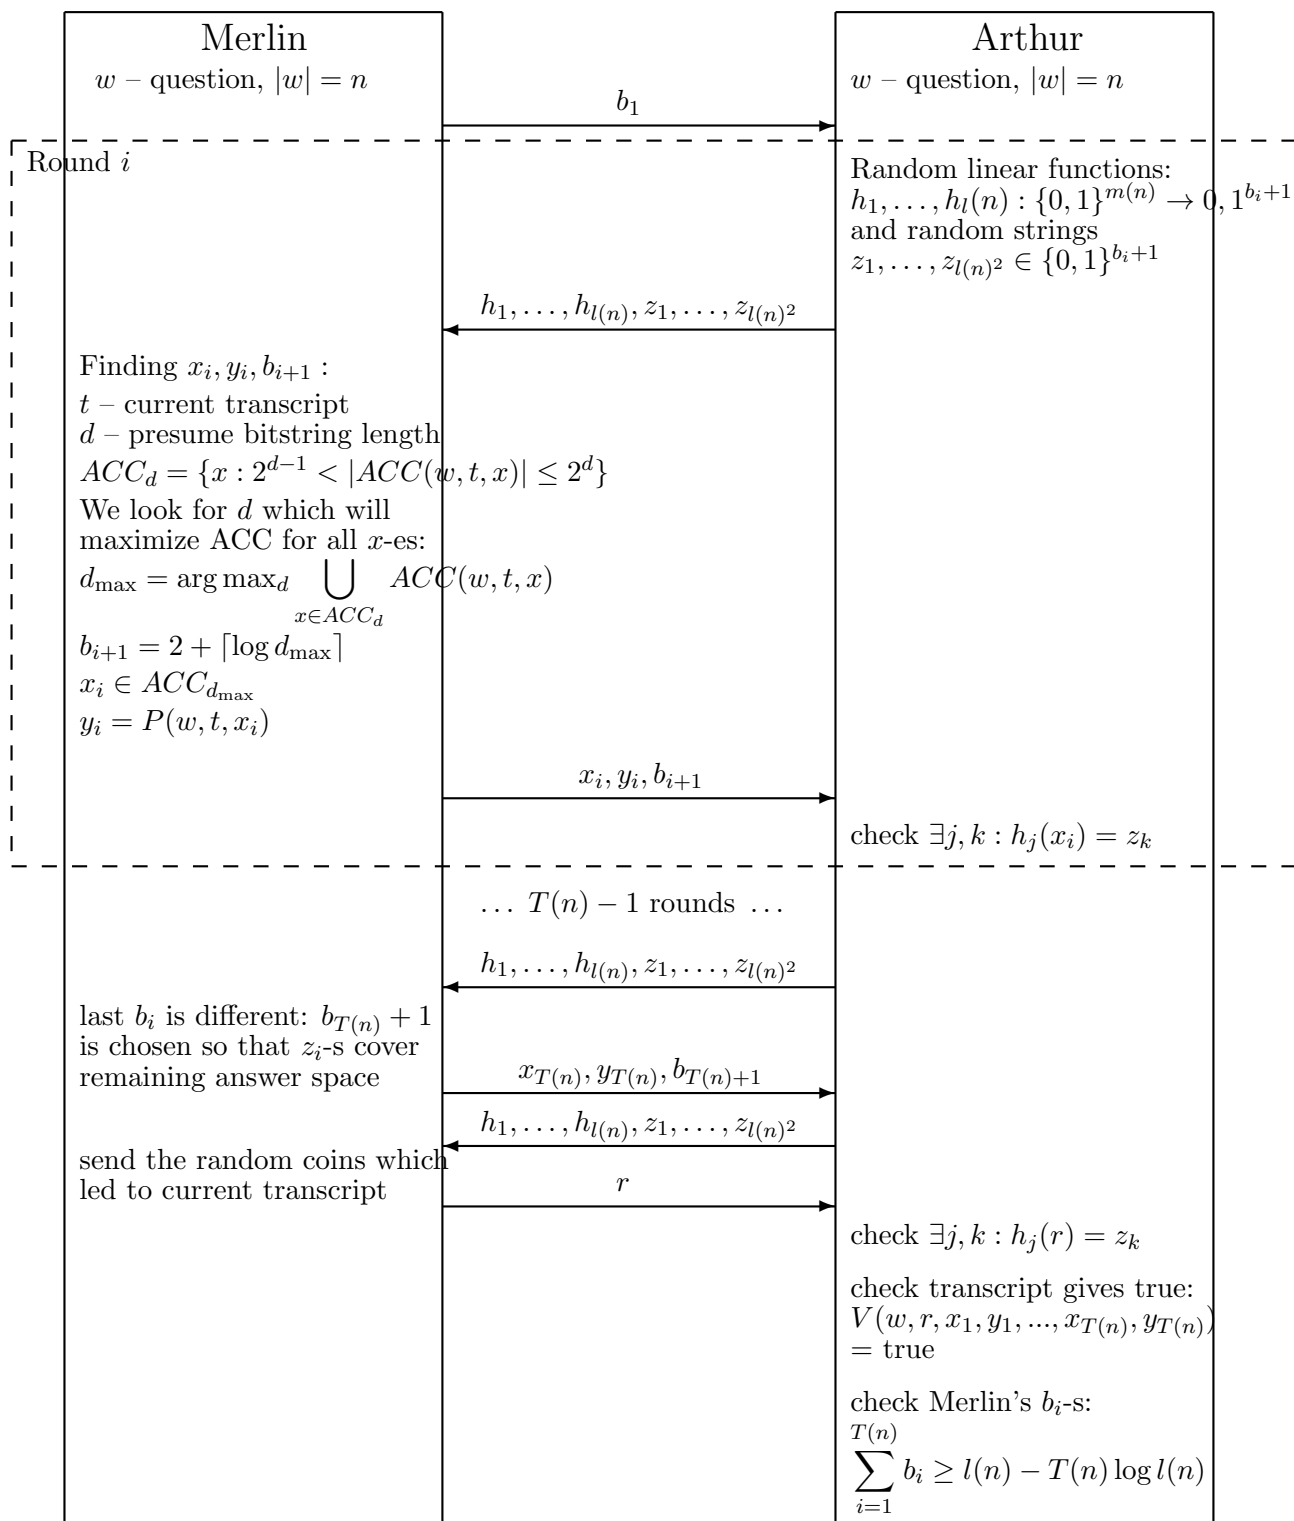 Merlin
w – question, |w| = n
Arthur
w – question, |w| = n
b_1
Round i
Random linear functions:
h_1, …, h_l(n) : {0, 1}^{m(n)} → 0, 1^{b_i+1}
and random strings
z_1, …, z_{l(n)^2} ∈ {0, 1}^{b_i+1}
h_1, …, h_{l(n)}, z_1, …, z_{l(n)^2}
Finding x_i, y_i, b_{i+1} :
t – current transcript
d – presume bitstring length
ACC_d = {x : 2^{d−1} < |ACC(w, t, x)| ≤ 2^d}
We look for d which will
maximize ACC for all x-es:
d_max = arg max_d ⋃_{x∈ACC_d} ACC(w, t, x)
b_{i+1} = 2 + ⌈log d_max⌉
x_i ∈ ACC_{d_max}
y_i = P(w, t, x_i)
x_i, y_i, b_{i+1}
check ∃j, k : h_j(x_i) = z_k
… T(n) − 1 rounds …
h_1, …, h_{l(n)}, z_1, …, z_{l(n)^2}
last b_i is different: b_{T(n)} + 1
is chosen so that z_i-s cover
remaining answer space
x_{T(n)}, y_{T(n)}, b_{T(n)+1}
h_1, …, h_{l(n)}, z_1, …, z_{l(n)^2}
send the random coins which
led to current transcript
r
check ∃j, k : h_j(r) = z_k
check transcript gives true:
V(w, r, x_1, y_1, ..., x_{T(n)}, y_{T(n)})
= true
check Merlin's b_i-s:
∑_{i=1}^{T(n)} b_i ≥ l(n) − T(n) log l(n)